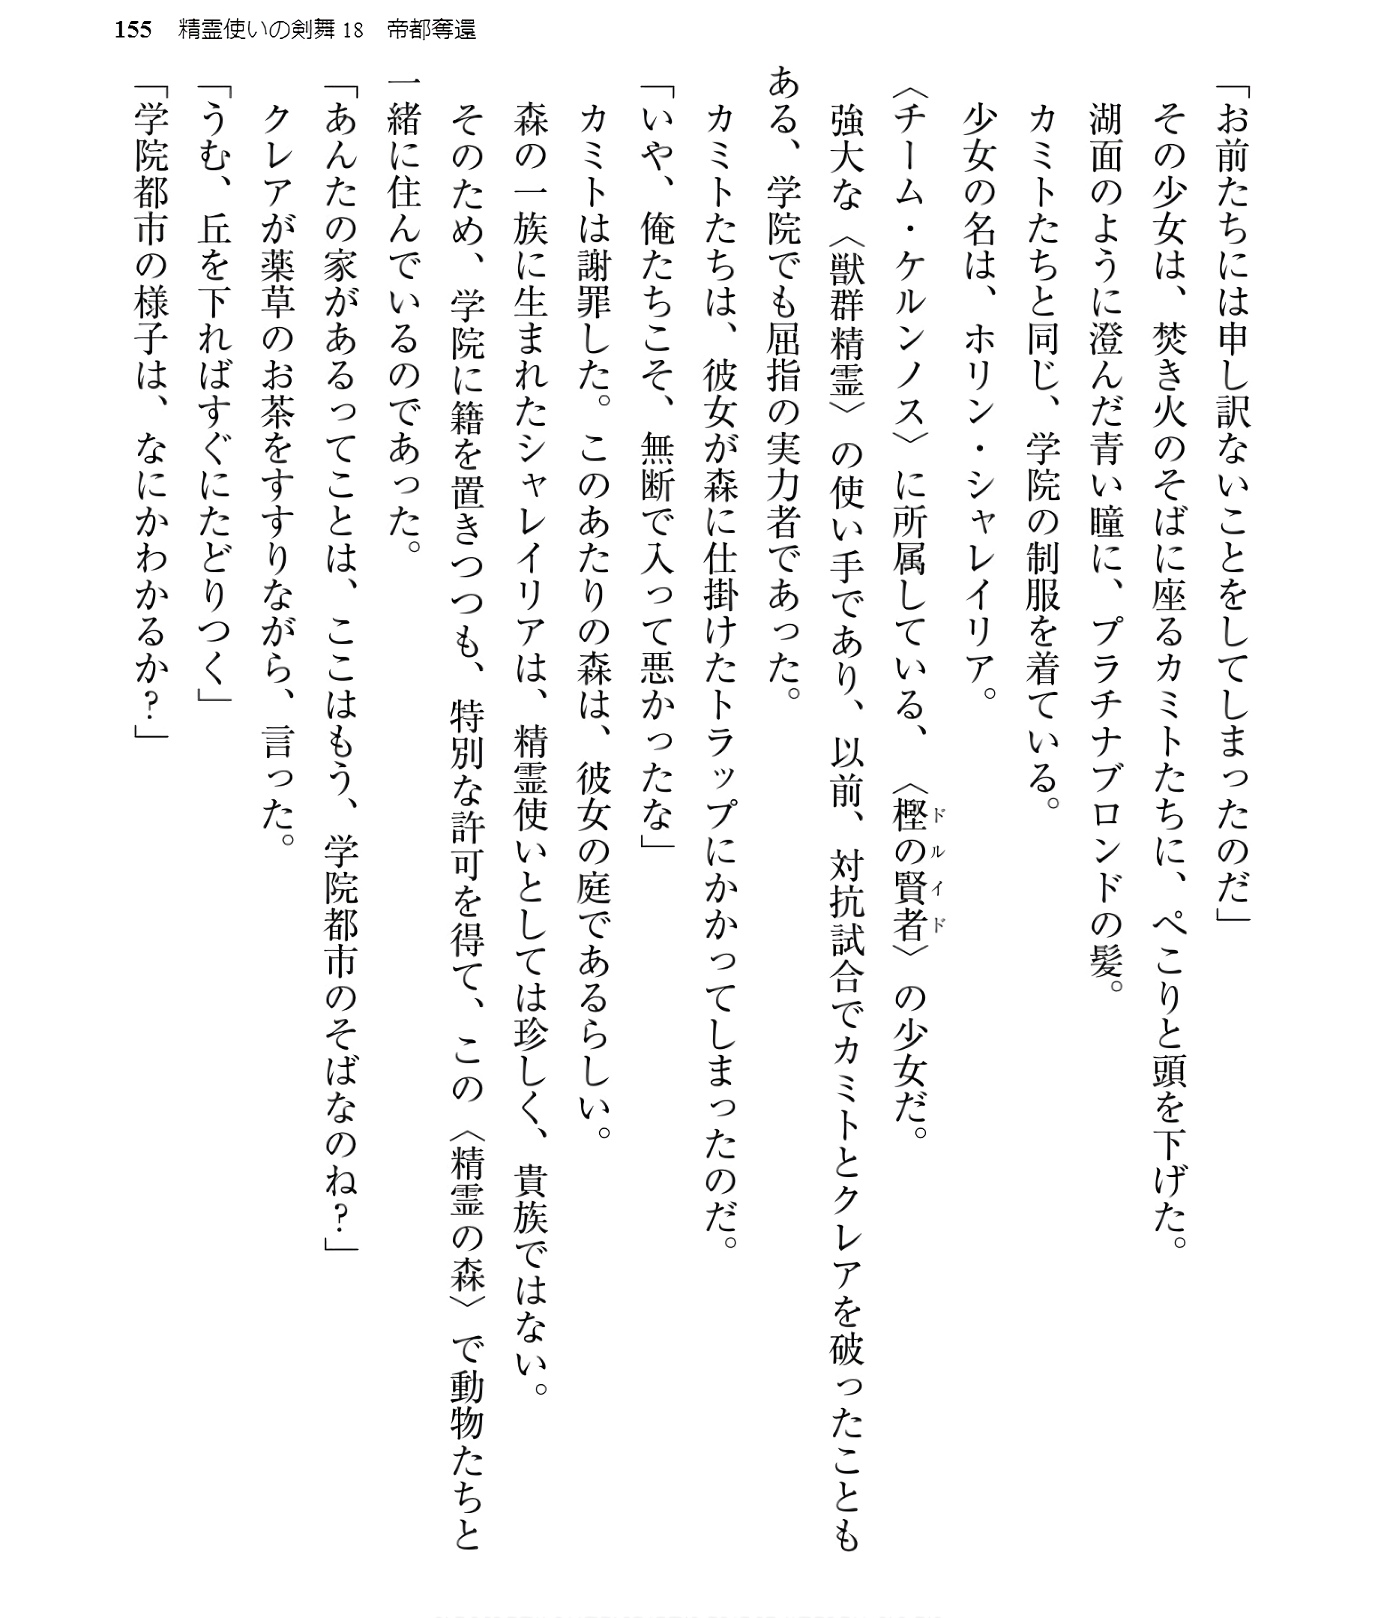 155　精霊使いの剣舞18　帝都奪還
「お前たちには申し訳ないことをしてしまったのだ」
その少女は、焚き火のそばに座るカミトたちに、ぺこりと頭を下げた。
湖面のように澄んだ青い瞳に、プラチナブロンドの髪。
カミトたちと同じ、学院の制服を着ている。
少女の名は、ホリン・シャレイリア。
〈チーム・ケルンノス〉に所属している、〈樫の賢者〉の少女だ。
ドルイド
強大な〈獣群精霊〉の使い手であり、以前、対抗試合でカミトとクレアを破ったことも
ある、学院でも屈指の実力者であった。
カミトたちは、彼女が森に仕掛けたトラップにかかってしまったのだ。
「いや、俺たちこそ、無断で入って悪かったな」
カミトは謝罪した。このあたりの森は、彼女の庭であるらしい。
森の一族に生まれたシャレイリアは、精霊使いとしては珍しく、貴族ではない。
そのため、学院に籍を置きつつも、特別な許可を得て、この〈精霊の森〉で動物たちと
一緒に住んでいるのであった。
「あんたの家があるってことは、ここはもう、学院都市のそばなのね？」
クレアが薬草のお茶をすすりながら、言った。
「うむ、丘を下ればすぐにたどりつく」
「学院都市の様子は、なにかわかるか？」